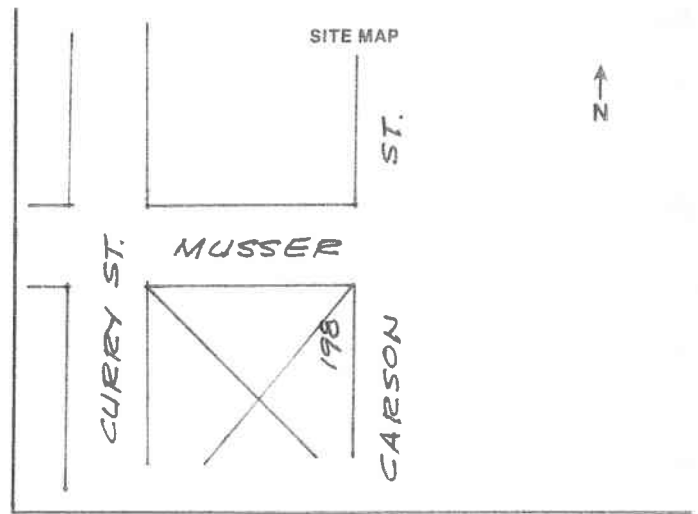 SITE MAP
N
ST.
MUSSER
CURRY ST.
198
CARSON